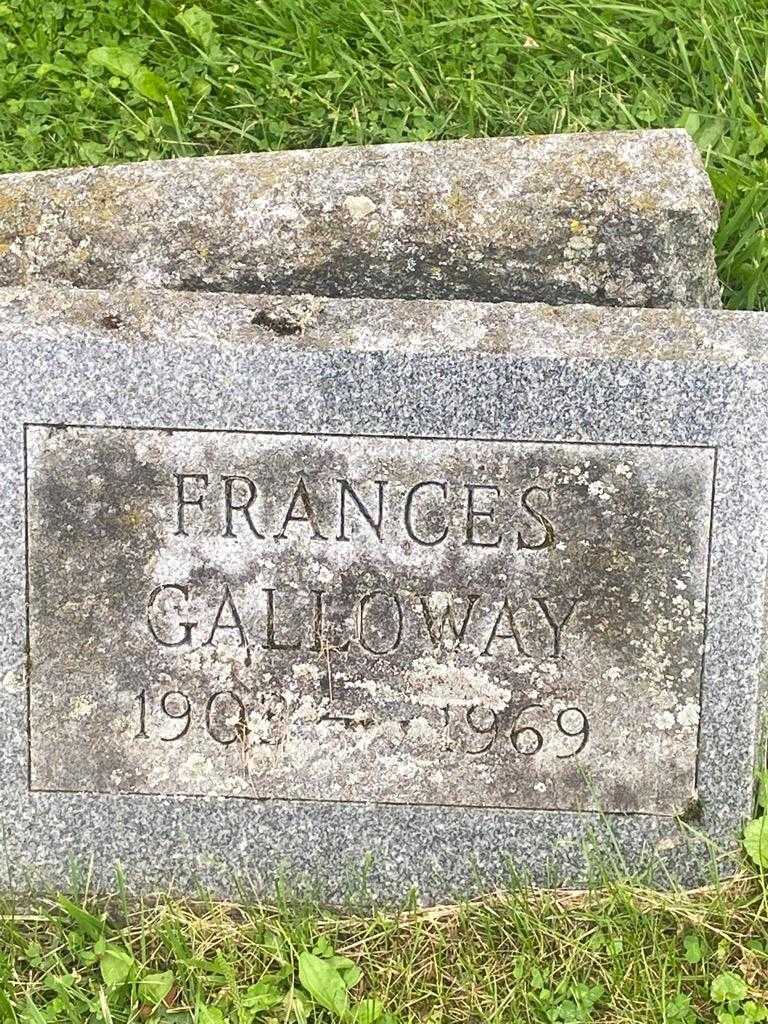 FRANCES
GALLOWAY
— 1969